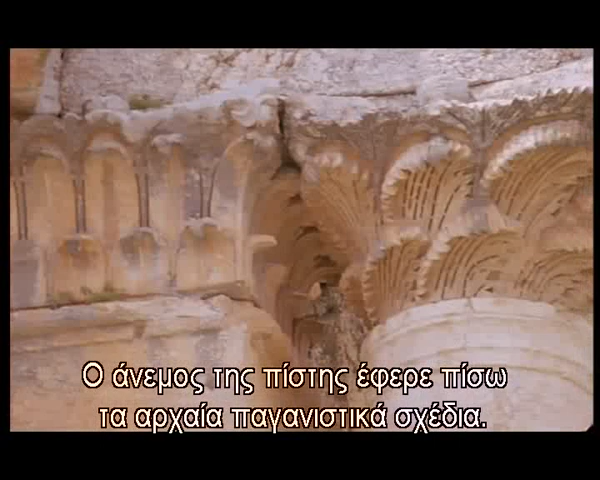 Ο άνεμος της πίστης έφερε πίσω
τα αρχαία παγανιστικά σχέδια.